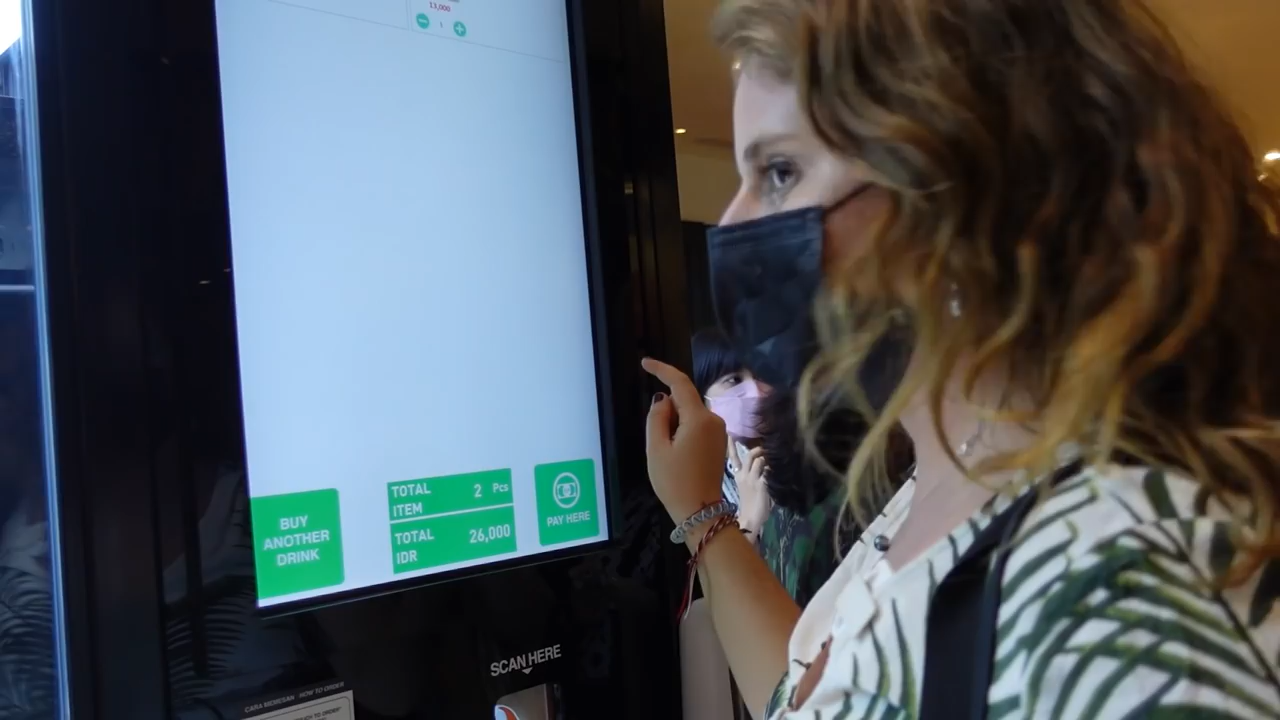 13,000
1
TOTAL ITEM 2 Pcs
TOTAL IDR 26,000
BUY
ANOTHER
DRINK
PAY HERE
SCAN HERE
CARA MEMESAN - HOW TO ORDER